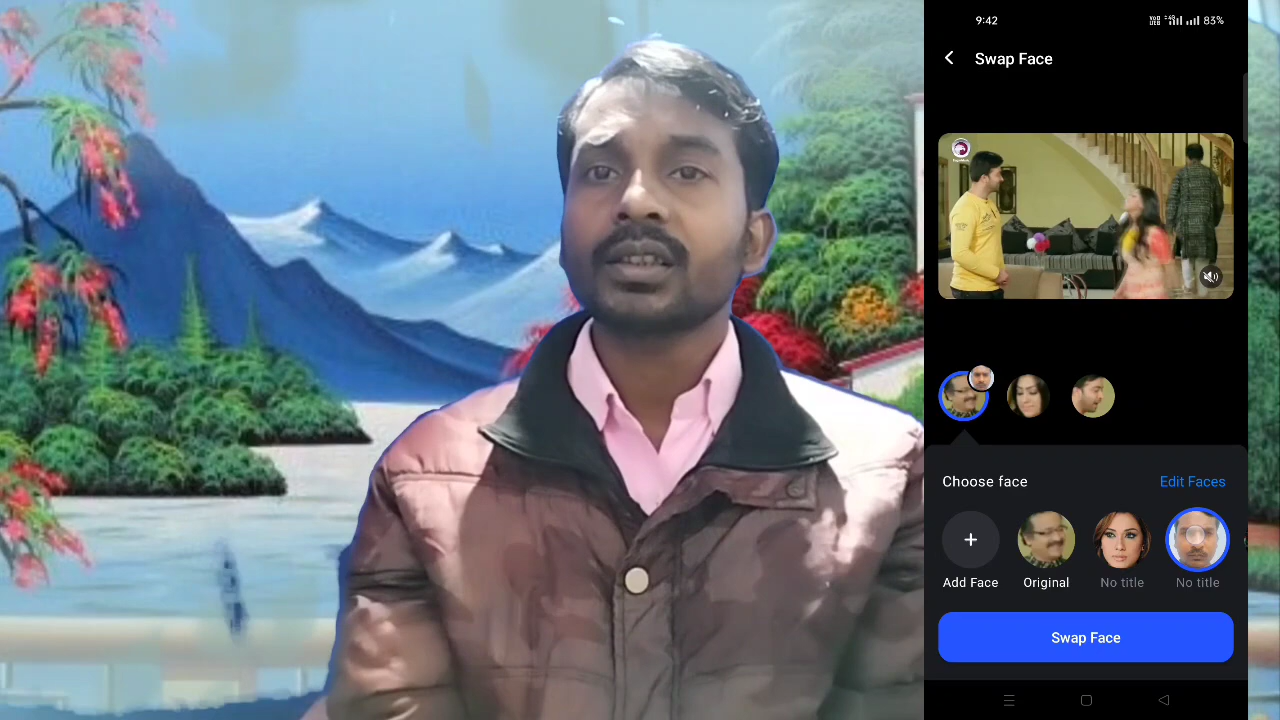 9:42
83%
Swap Face
Choose face
Edit Faces
Add Face
Original
No title
No title
Swap Face